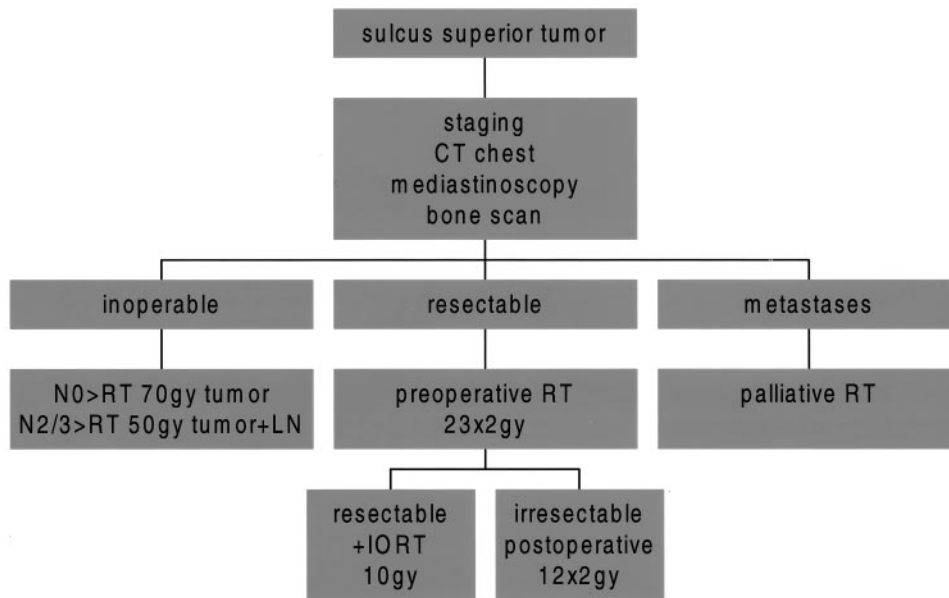 sulcus superior tumor
staging
CT chest
mediastinoscopy
bone scan
inoperable
resectable
metastases
N0>RT 70gy tumor
N2/3>RT 50gy tumor+LN
preoperative RT
23x2gy
palliative RT
resectable
+IORT
10gy
irresectable
postoperative
12x2gy